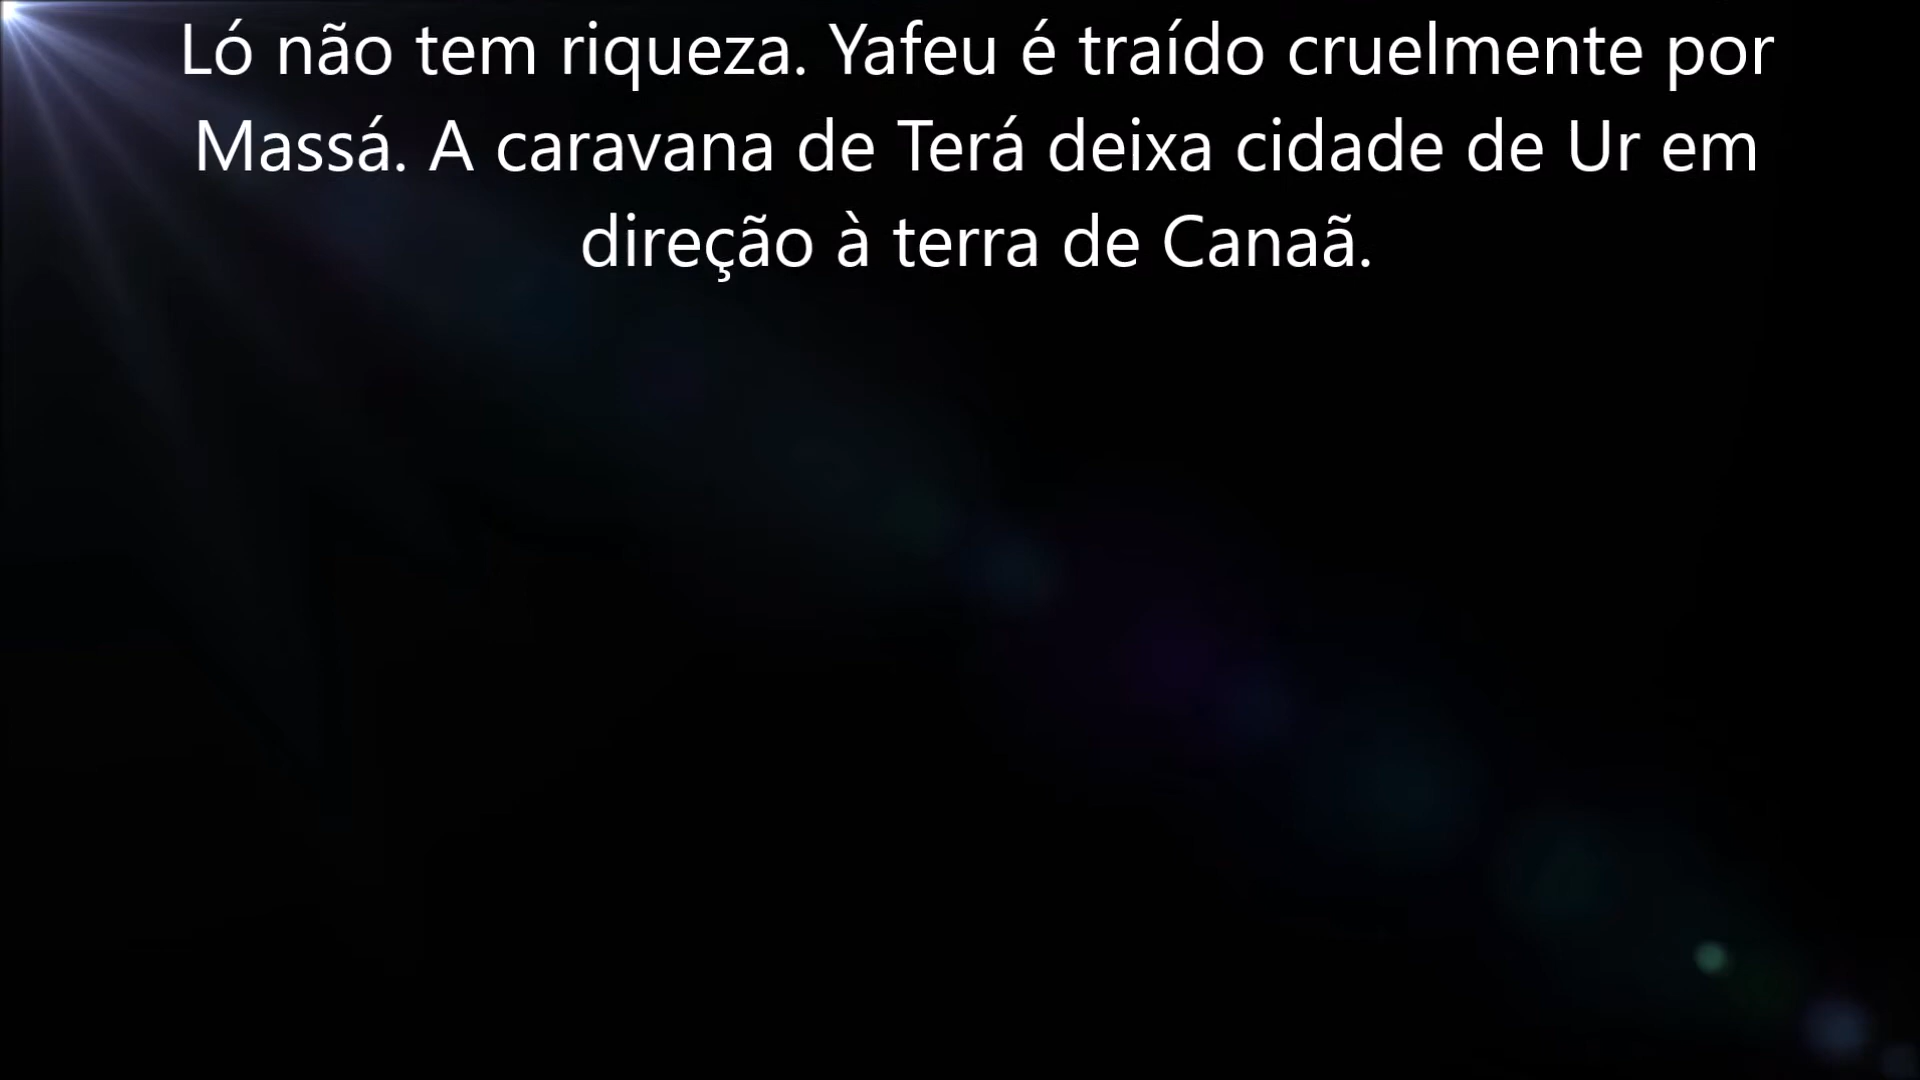 Ló não tem riqueza. Yafeu é traído cruelmente por
Massá. A caravana de Terá deixa cidade de Ur em
direção à terra de Canaã.